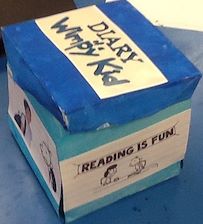 DIARY
of a
Wimpy Kid
READING IS FUN